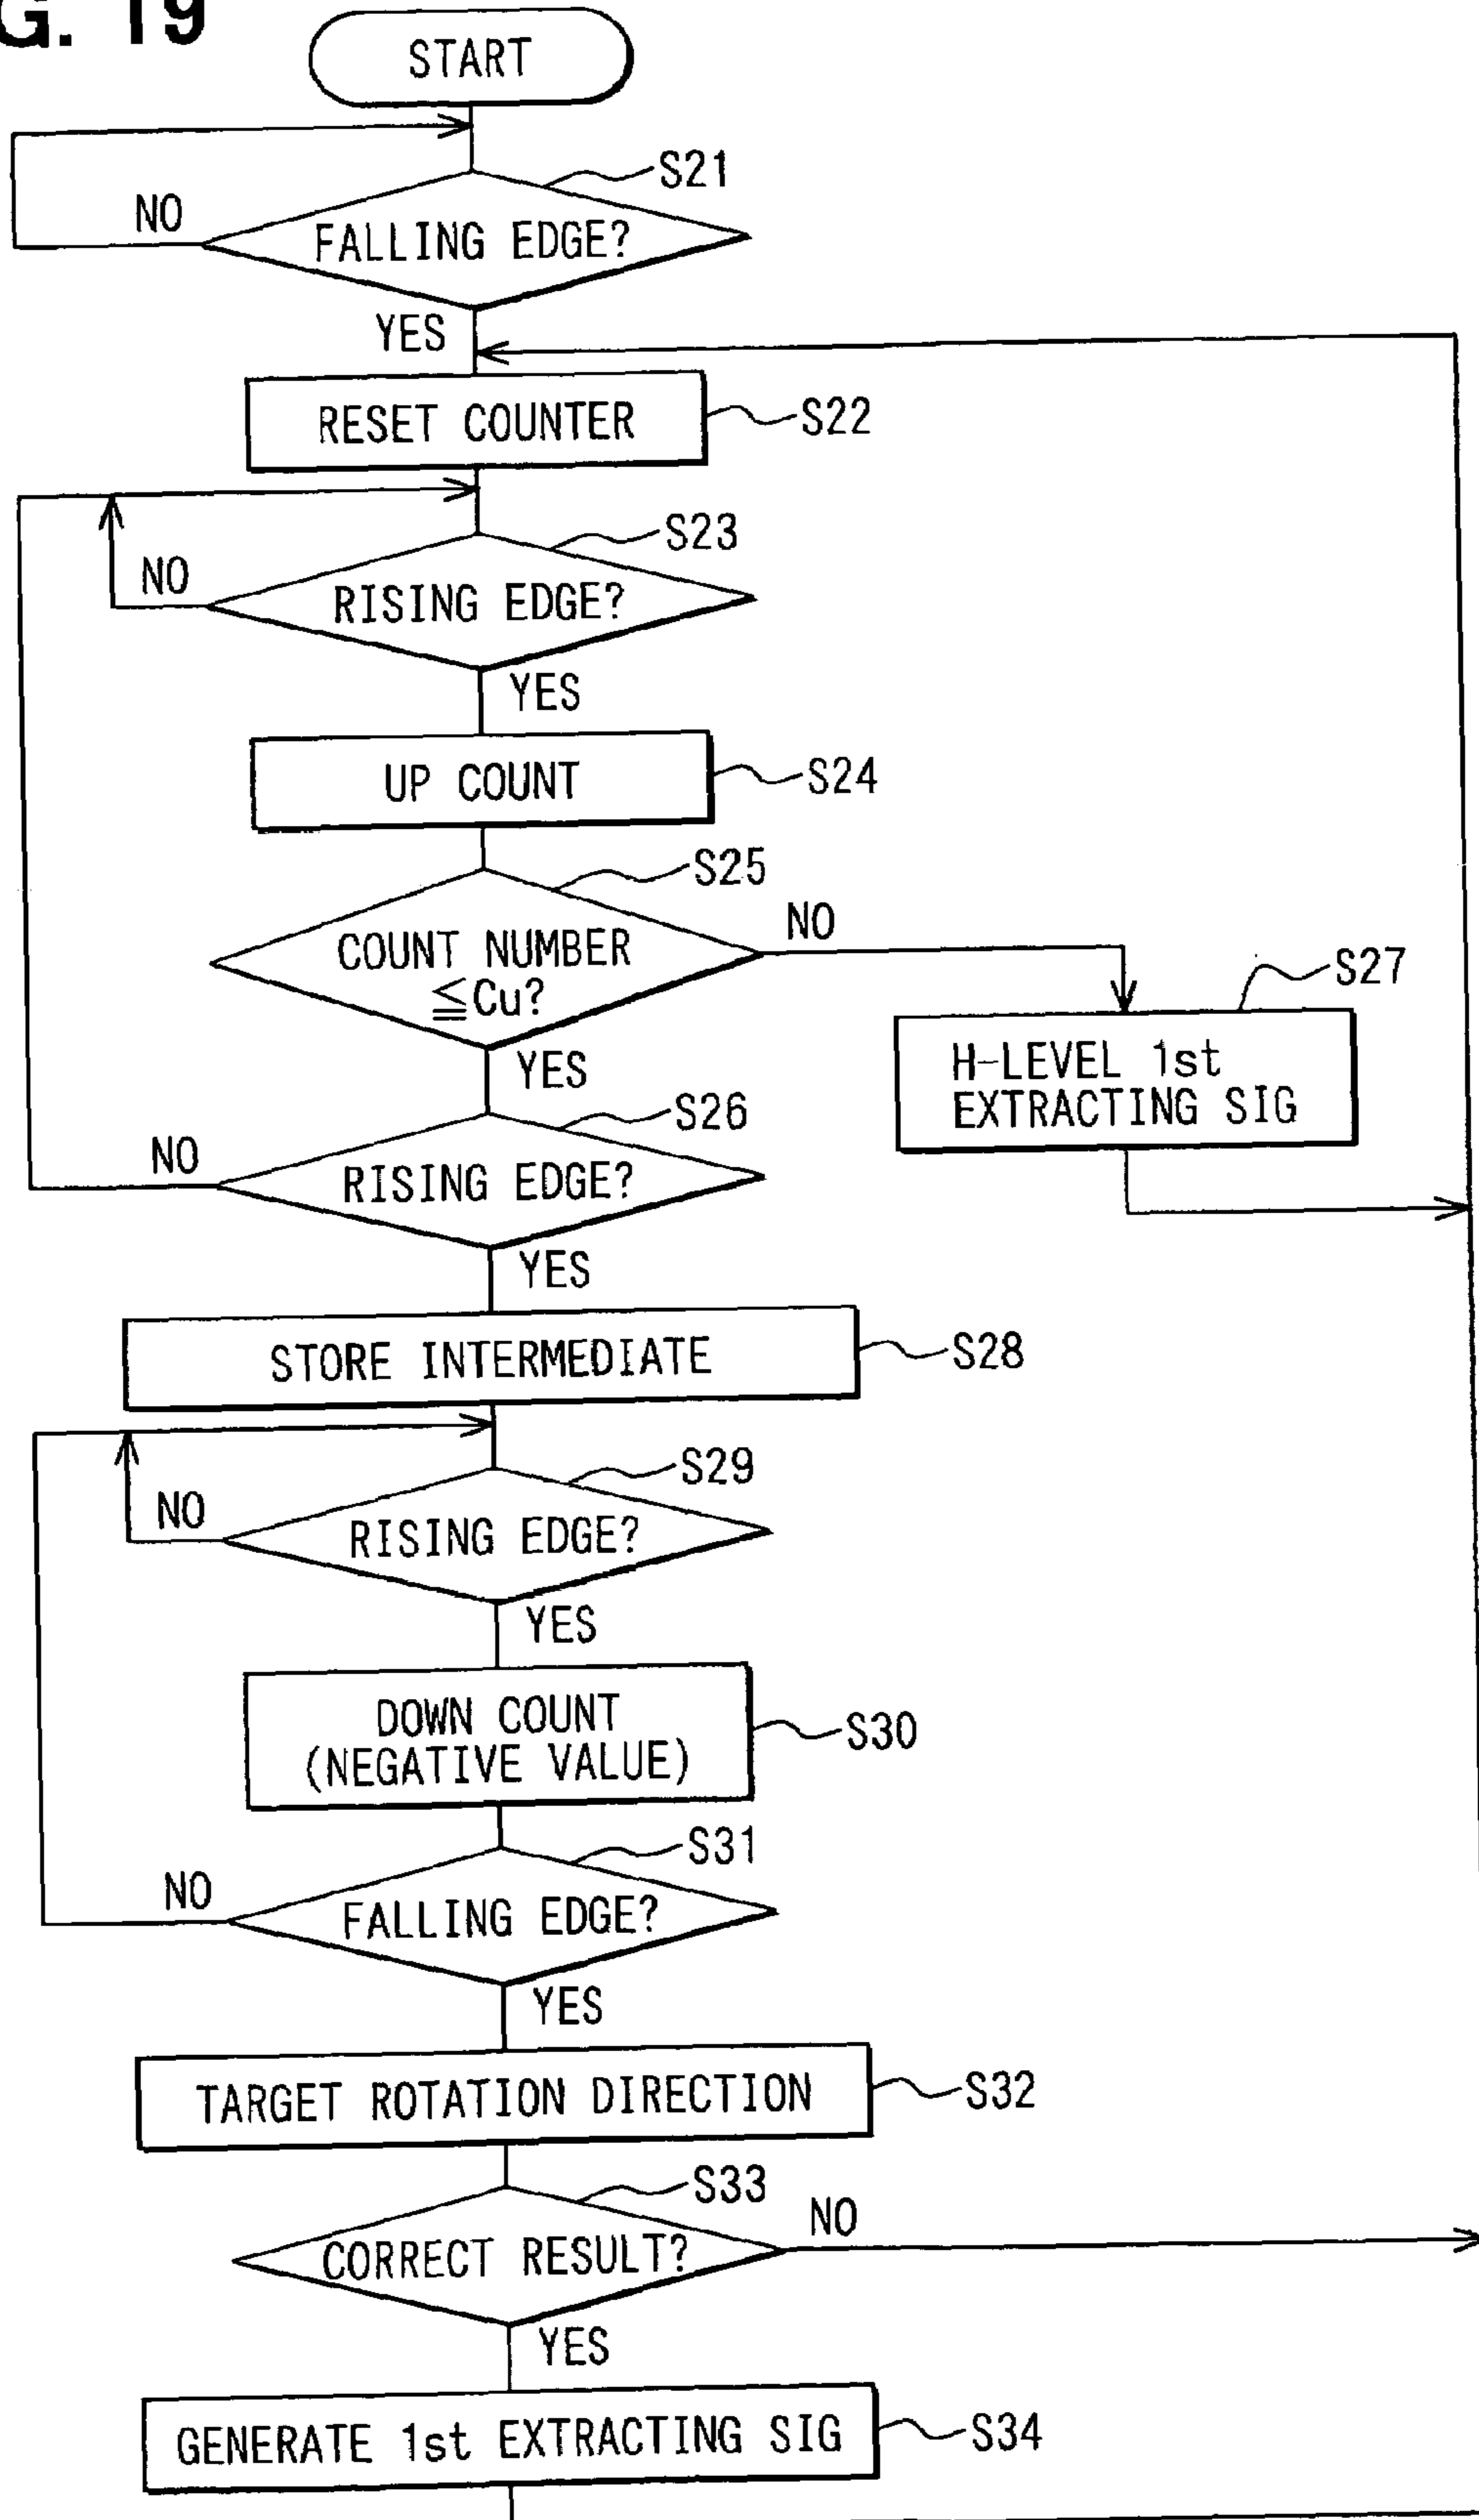 G. 19
START
S21
NO
FALLING EDGE?
YES
RESET COUNTER
S22
S23
NO
RISING EDGE?
YES
UP COUNT
S24
S25
COUNT NUMBER
≦Cu?
NO
S27
H-LEVEL 1st
EXTRACTING SIG
YES
S26
NO
RISING EDGE?
YES
STORE INTERMEDIATE
S28
S29
NO
RISING EDGE?
YES
DOWN COUNT
(NEGATIVE VALUE)
S30
S31
NO
FALLING EDGE?
YES
TARGET ROTATION DIRECTION
S32
S33
CORRECT RESULT?
NO
YES
GENERATE 1st EXTRACTING SIG
S34